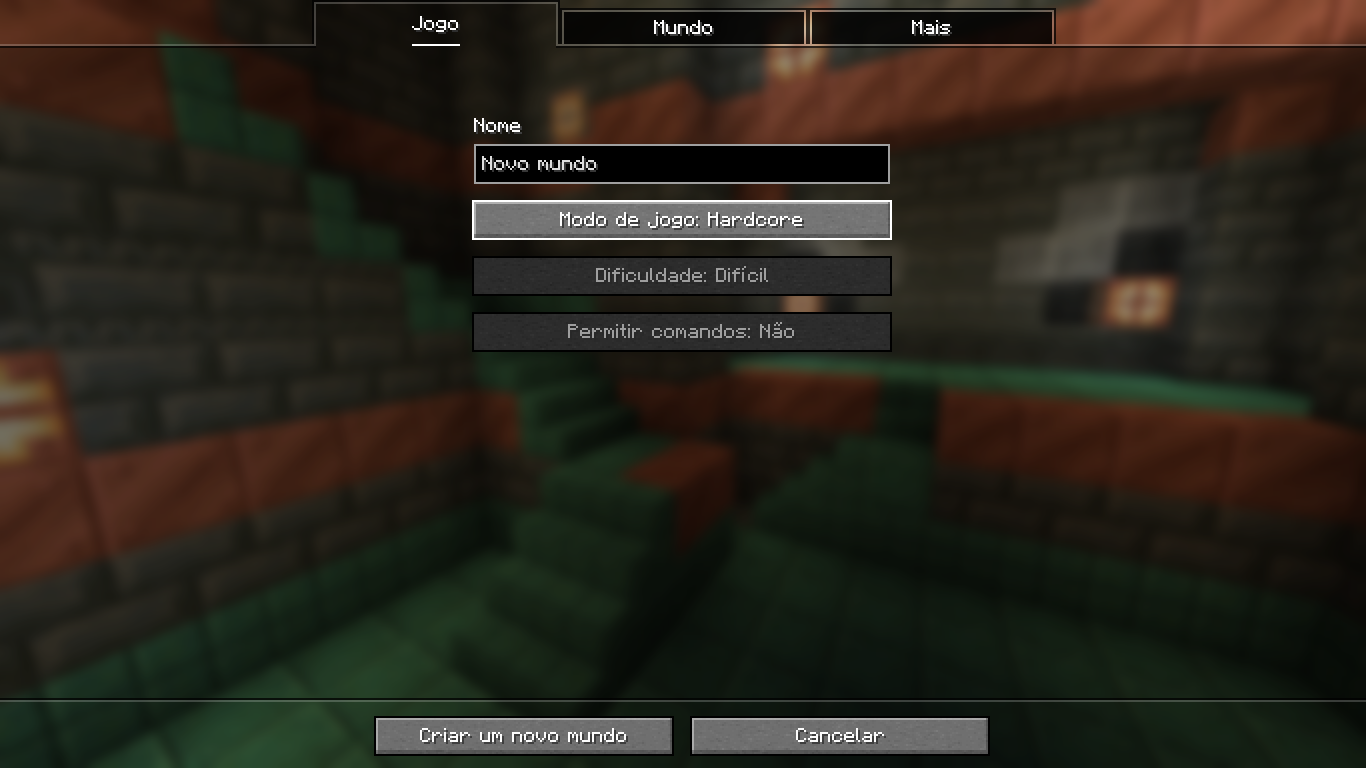 Jogo
Mundo
Mais
Nome
Novo mundo
Modo de jogo: Hardcore
Dificuldade: Difícil
Permitir comandos: Não
Criar um novo mundo
Cancelar